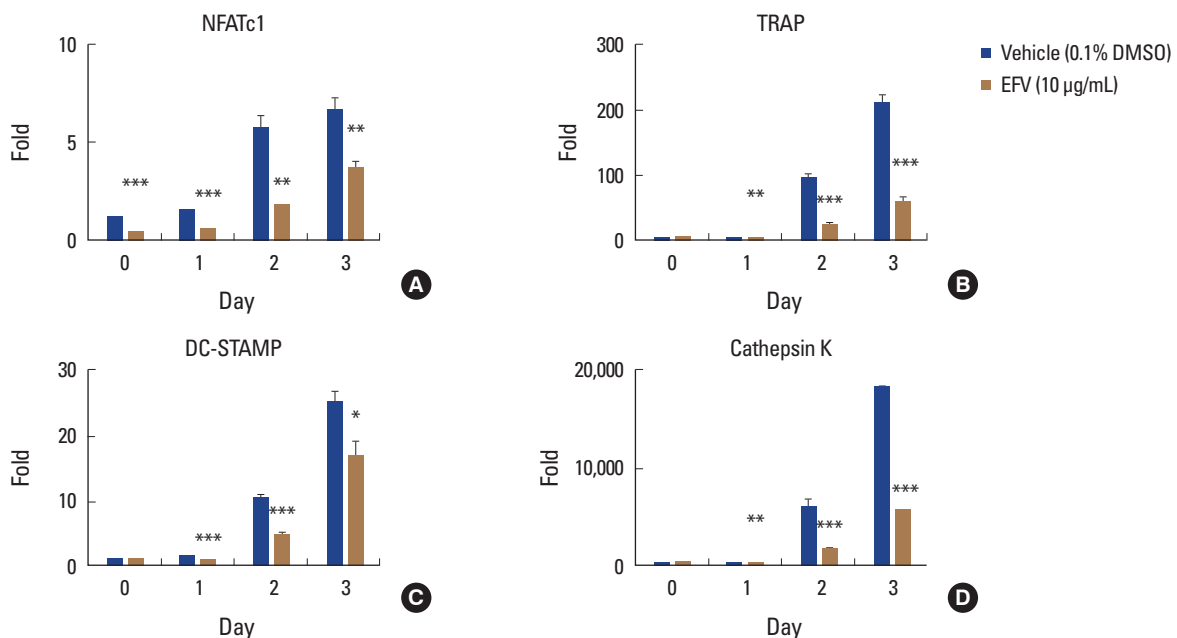 NFATc1
10
5
0
Fold
***
***
**
**
0 1 2 3
Day
A
TRAP
300
200
100
0
Fold
**
***
***
0 1 2 3
Day
B
Vehicle (0.1% DMSO)
EFV (10 µg/mL)
DC-STAMP
30
20
10
0
Fold
***
***
*
0 1 2 3
Day
C
Cathepsin K
20,000
10,000
0
Fold
**
***
***
0 1 2 3
Day
D